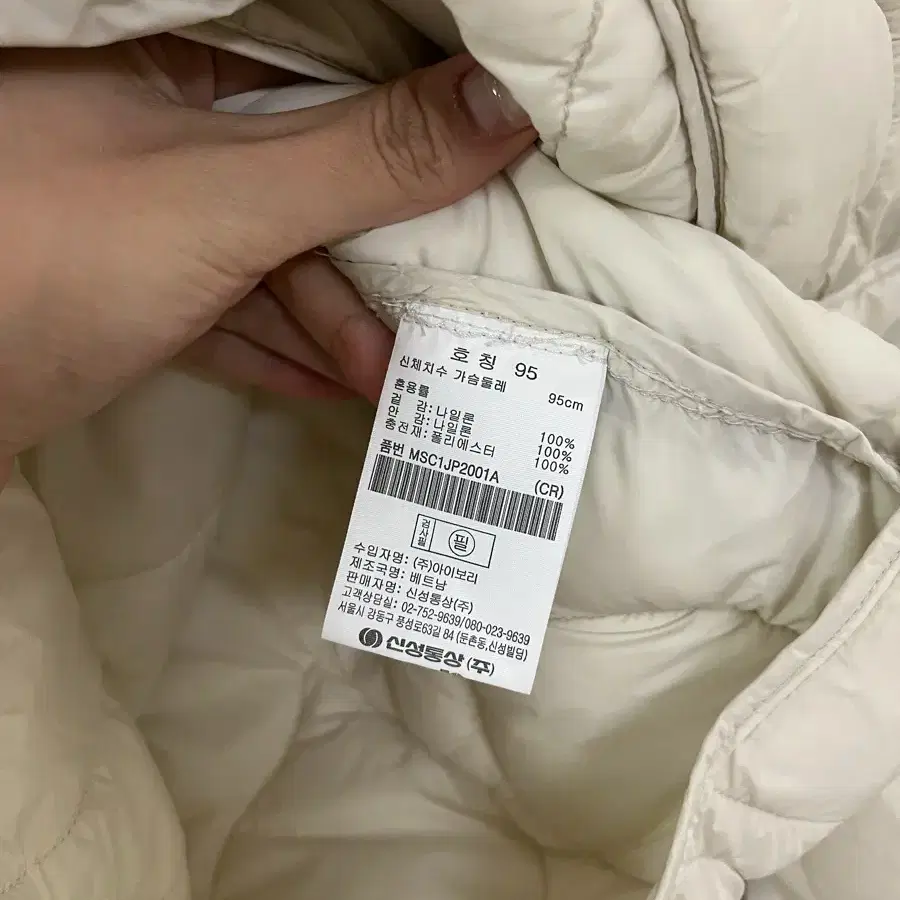 호 칭 95
신체치수 가슴둘레 95cm
혼용률
겉 감: 나일론 100%
안 감: 나일론 100%
충전재: 폴리에스터 100%
품번 MSC1JP2001A (CR)
검사필 필
수입자명: (주)아이보리
제조국명: 베트남
판매자명: 신성통상(주)
고객상담실: 02-752-9639/080-023-9639
서울시 강동구 풍성로63길 84 (둔촌동,신성빌딩)
신성통상(주)